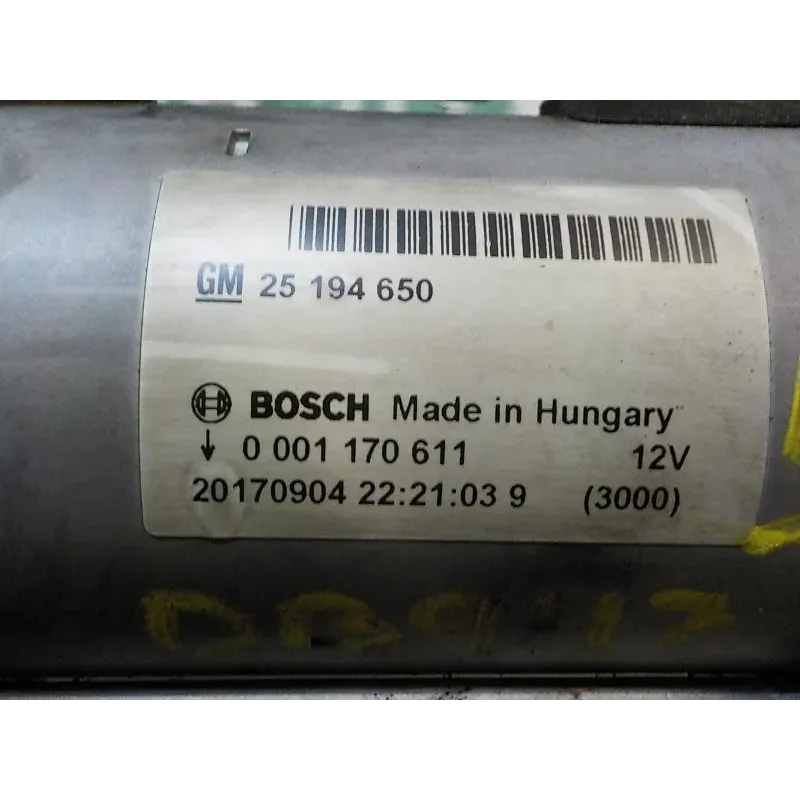 GM 25 194 650
BOSCH Made in Hungary
↓ 0 001 170 611 12V
20170904 22:21:03 9 (3000)